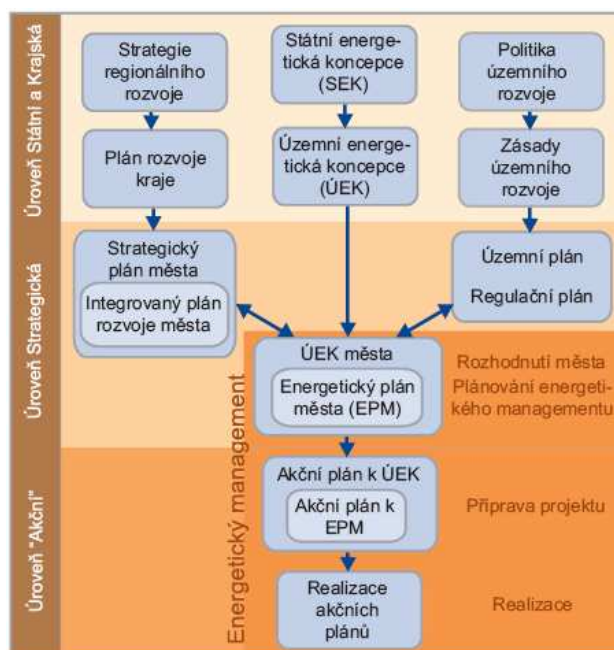 Úroveň Státní a Krajská
Strategie
regionálního
rozvoje
Státní energe-
tická koncepce
(SEK)
Politika
územního
rozvoje
Plán rozvoje
kraje
Územní energe-
tická koncepce
(ÚEK)
Zásady
územního
rozvoje
Úroveň Strategická
Strategický
plán města
Integrovaný plán
rozvoje města
Územní plán
Regulační plán
Energetický management
ÚEK města
Energetický plán
města (EPM)
Rozhodnutí města
Plánování energeti-
kého managementu
Úroveň "Akční"
Akční plán k ÚEK
Akční plán k
EPM
Příprava projektu
Realizace
akčních
plánů
Realizace